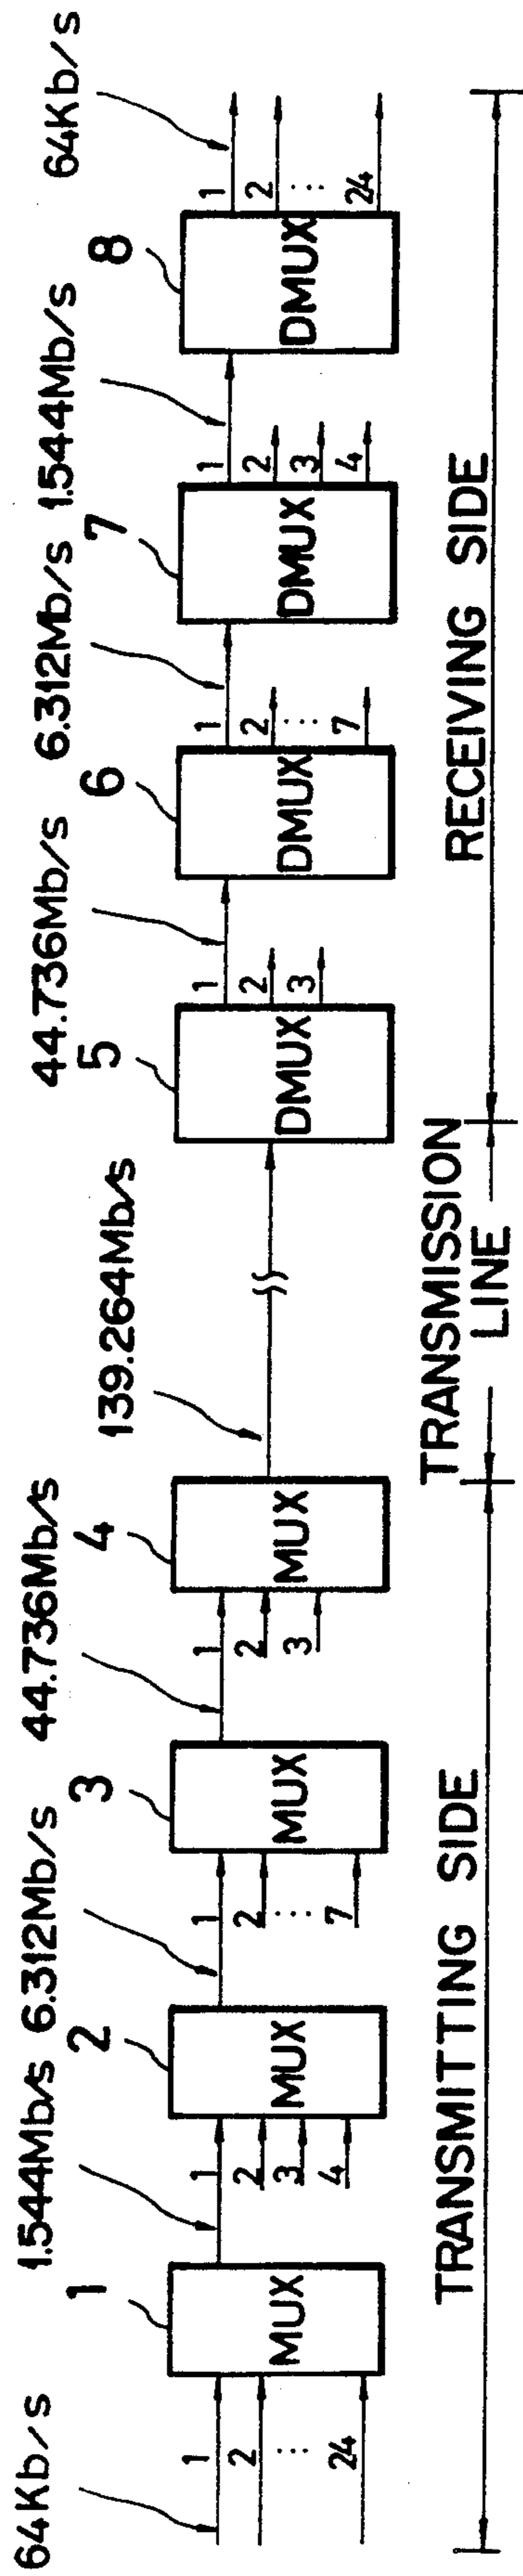 64Kb/s
1
2
24
1
MUX
1.544Mb/s
1
2
3
4
2
MUX
6.312Mb/s
1
2
7
3
MUX
44.736Mb/s
1
2
3
4
MUX
139.264Mb/s
5
DMUX
44.736Mb/s
1
2
3
6
DMUX
6.312Mb/s
1
2
7
7
DMUX
1.544Mb/s
1
2
3
4
8
DMUX
64Kb/s
1
2
24
TRANSMITTING SIDE
TRANSMISSION
LINE
RECEIVING SIDE